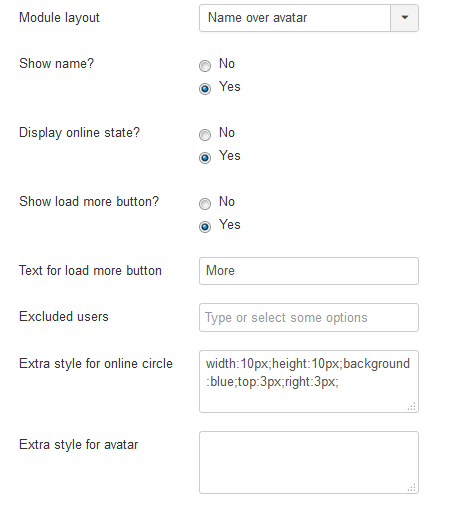 Module layout Name over avatar
Show name? No
Yes
Display online state? No
Yes
Show load more button? No
Yes
Text for load more button More
Excluded users Type or select some options
Extra style for online circle width:10px;height:10px;background
:blue;top:3px;right:3px;
Extra style for avatar